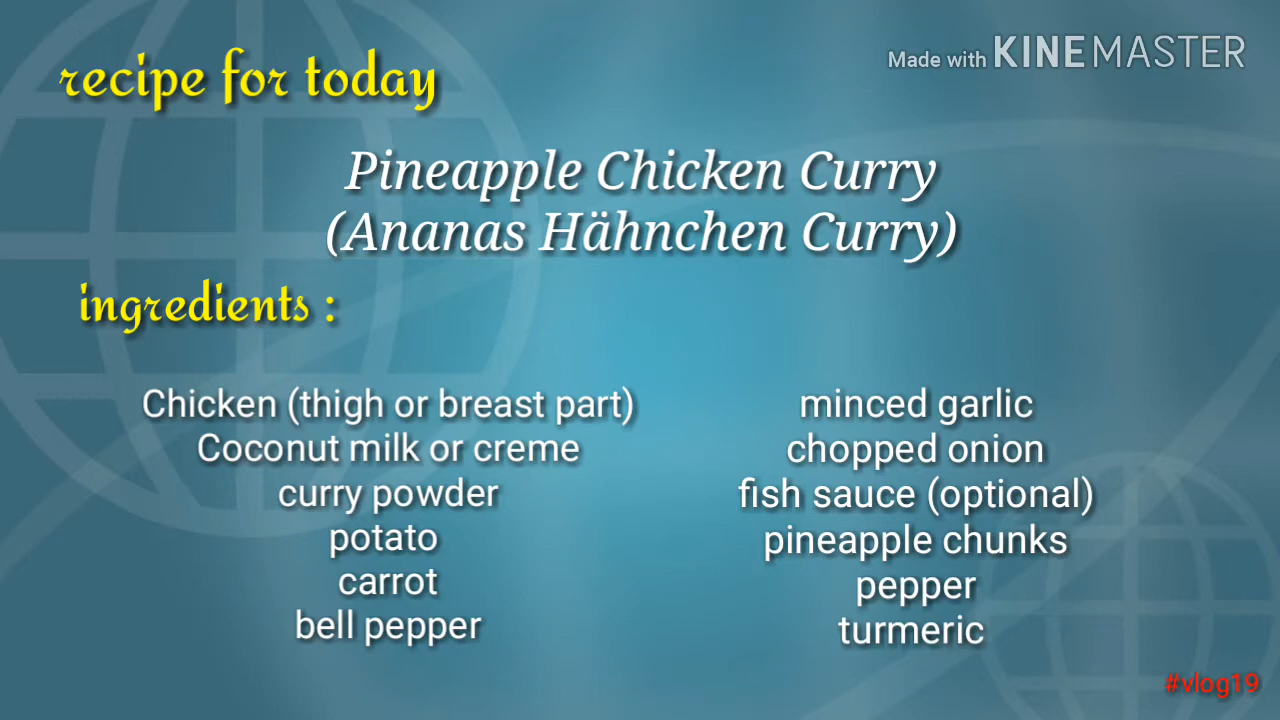 recipe for today
Made with KINEMASTER
Pineapple Chicken Curry
(Ananas Hähnchen Curry)
ingredients :
Chicken (thigh or breast part)
Coconut milk or creme
curry powder
potato
carrot
bell pepper
minced garlic
chopped onion
fish sauce (optional)
pineapple chunks
pepper
turmeric
#vlog19